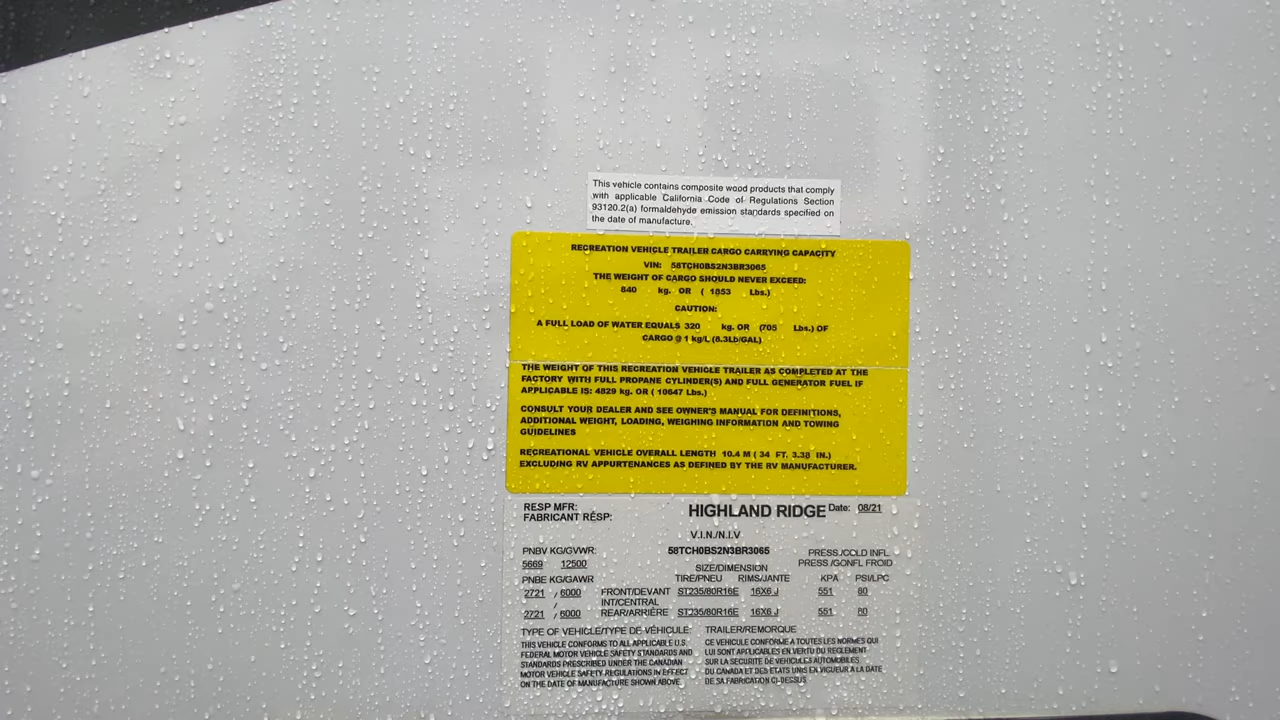 This vehicle contains composite wood products that comply
with applicable California Code of Regulations Section
93120.2(a) formaldehyde emission standards specified on
the date of manufacture.
RECREATION VEHICLE TRAILER CARGO CARRYING CAPACITY
VIN: 58TCH0BS2N3BR3065
THE WEIGHT OF CARGO SHOULD NEVER EXCEED:
840 kg. OR ( 1853 Lbs.)
CAUTION:
A FULL LOAD OF WATER EQUALS 320 kg. OR (705 Lbs.) OF
CARGO @ 1 kg/L (8.3Lb/GAL)
THE WEIGHT OF THIS RECREATION VEHICLE TRAILER AS COMPLETED AT THE
FACTORY WITH FULL PROPANE CYLINDER(S) AND FULL GENERATOR FUEL IF
APPLICABLE IS: 4829 kg. OR ( 10647 Lbs.)
CONSULT YOUR DEALER AND SEE OWNER'S MANUAL FOR DEFINITIONS,
ADDITIONAL WEIGHT, LOADING, WEIGHING INFORMATION AND TOWING
GUIDELINES
RECREATIONAL VEHICLE OVERALL LENGTH 10.4 M ( 34 FT. 3.38 IN.)
EXCLUDING RV APPURTENANCES AS DEFINED BY THE RV MANUFACTURER.
RESP MFR:
FABRICANT RÉSP:
HIGHLAND RIDGE Date: 08/21
V.I.N./N.I.V
58TCH0BS2N3BR3065
PNBV KG/GVWR:
5669 12500
PRESS./COLD INFL.
PRESS /GONFL FROID
SIZE/DIMENSION
PNBE KG/GAWR TIRE/PNEU RIMS/JANTE KPA PSI/LPC
2721 / 6000 FRONT/DEVANT ST235/80R16E 16X6 J 551 80
/ INT/CENTRAL
2721 / 6000 REAR/ARRIÈRE ST235/80R16E 16X6 J 551 80
TYPE OF VEHICLE/TYPE DE VÉHICULE: TRAILER/REMORQUE
THIS VEHICLE CONFORMS TO ALL APPLICABLE U.S.
FEDERAL MOTOR VEHICLE SAFETY STANDARDS AND
STANDARDS PRESCRIBED UNDER THE CANADIAN
MOTOR VEHICLE SAFETY REGULATIONS IN EFFECT
ON THE DATE OF MANUFACTURE SHOWN ABOVE.
CE VEHICULE CONFORME A TOUTES LES NORMES QUI
LUI SONT APPLICABLES EN VERTU DU REGLEMENT
SUR LA SECURITE DE VEHICULES AUTOMOBILES
DU CANADA ET DES ETATS UNIS EN VIGUEUR A LA DATE
DE SA FABRICATION CI-DESSUS